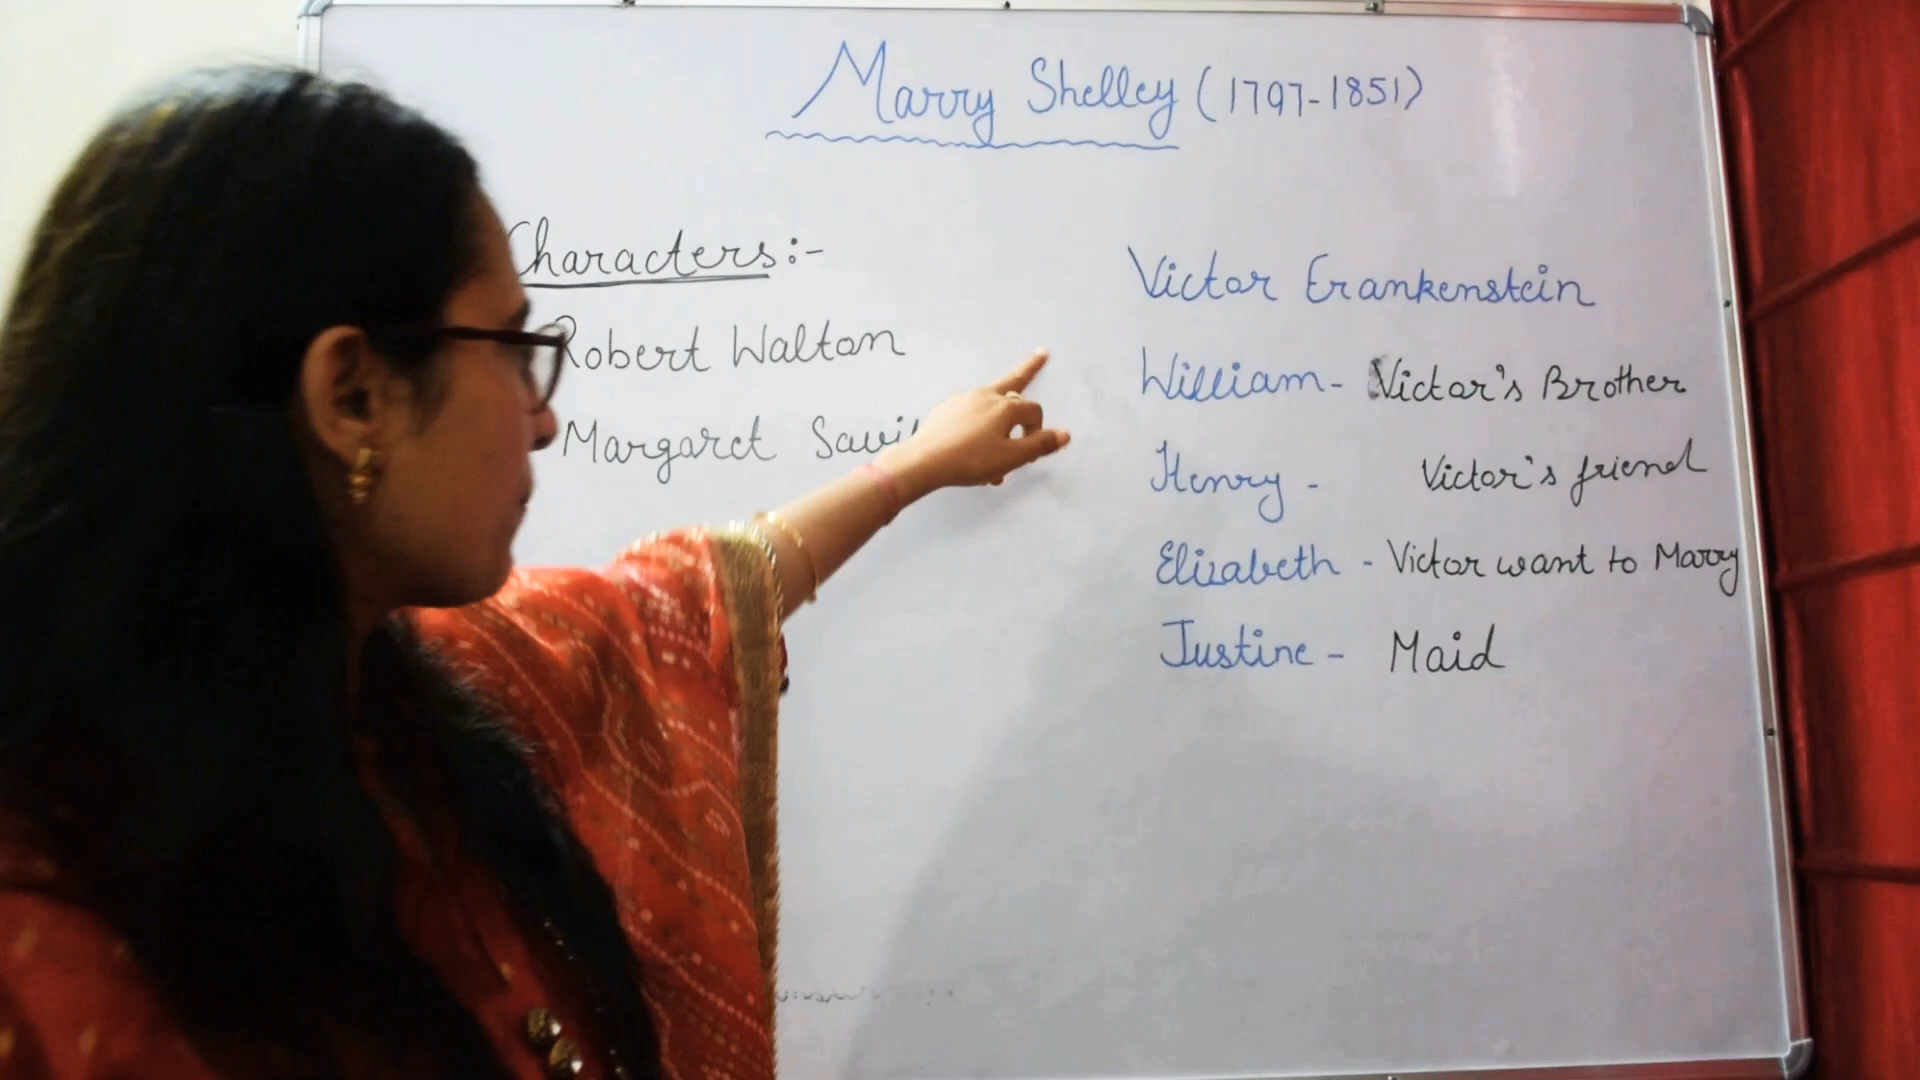 Marry Shelley (1797-1851)
Characters:-
Robert Walton
Margaret
Victor Frankenstein
William - Victor's Brother
Henry - Victor's friend
Elizabeth - Victor want to Marry
Justine - Maid